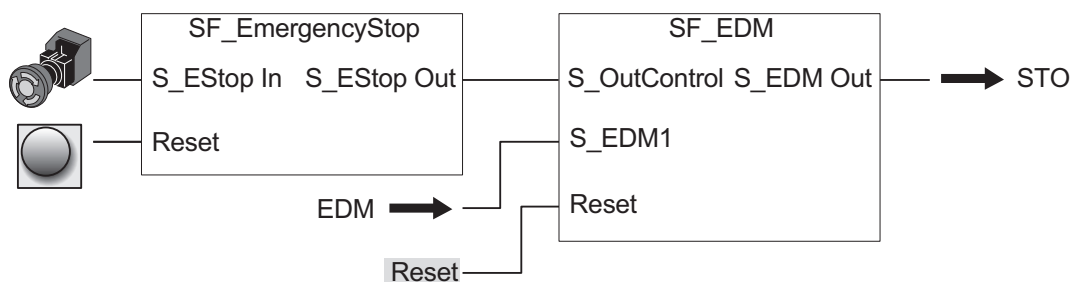 SF_EmergencyStop
SF_EDM
S_EStop In S_EStop Out
S_OutControl S_EDM Out
STO
Reset
S_EDM1
EDM
Reset
Reset